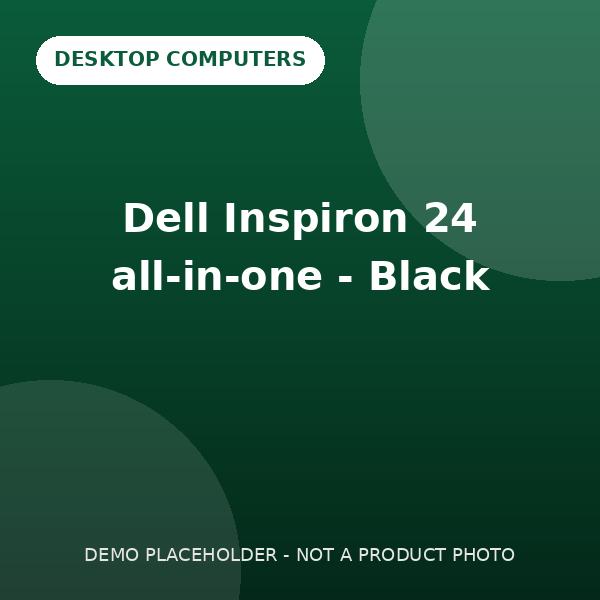 DESKTOP COMPUTERS
Dell Inspiron 24
all-in-one - Black
DEMO PLACEHOLDER - NOT A PRODUCT PHOTO